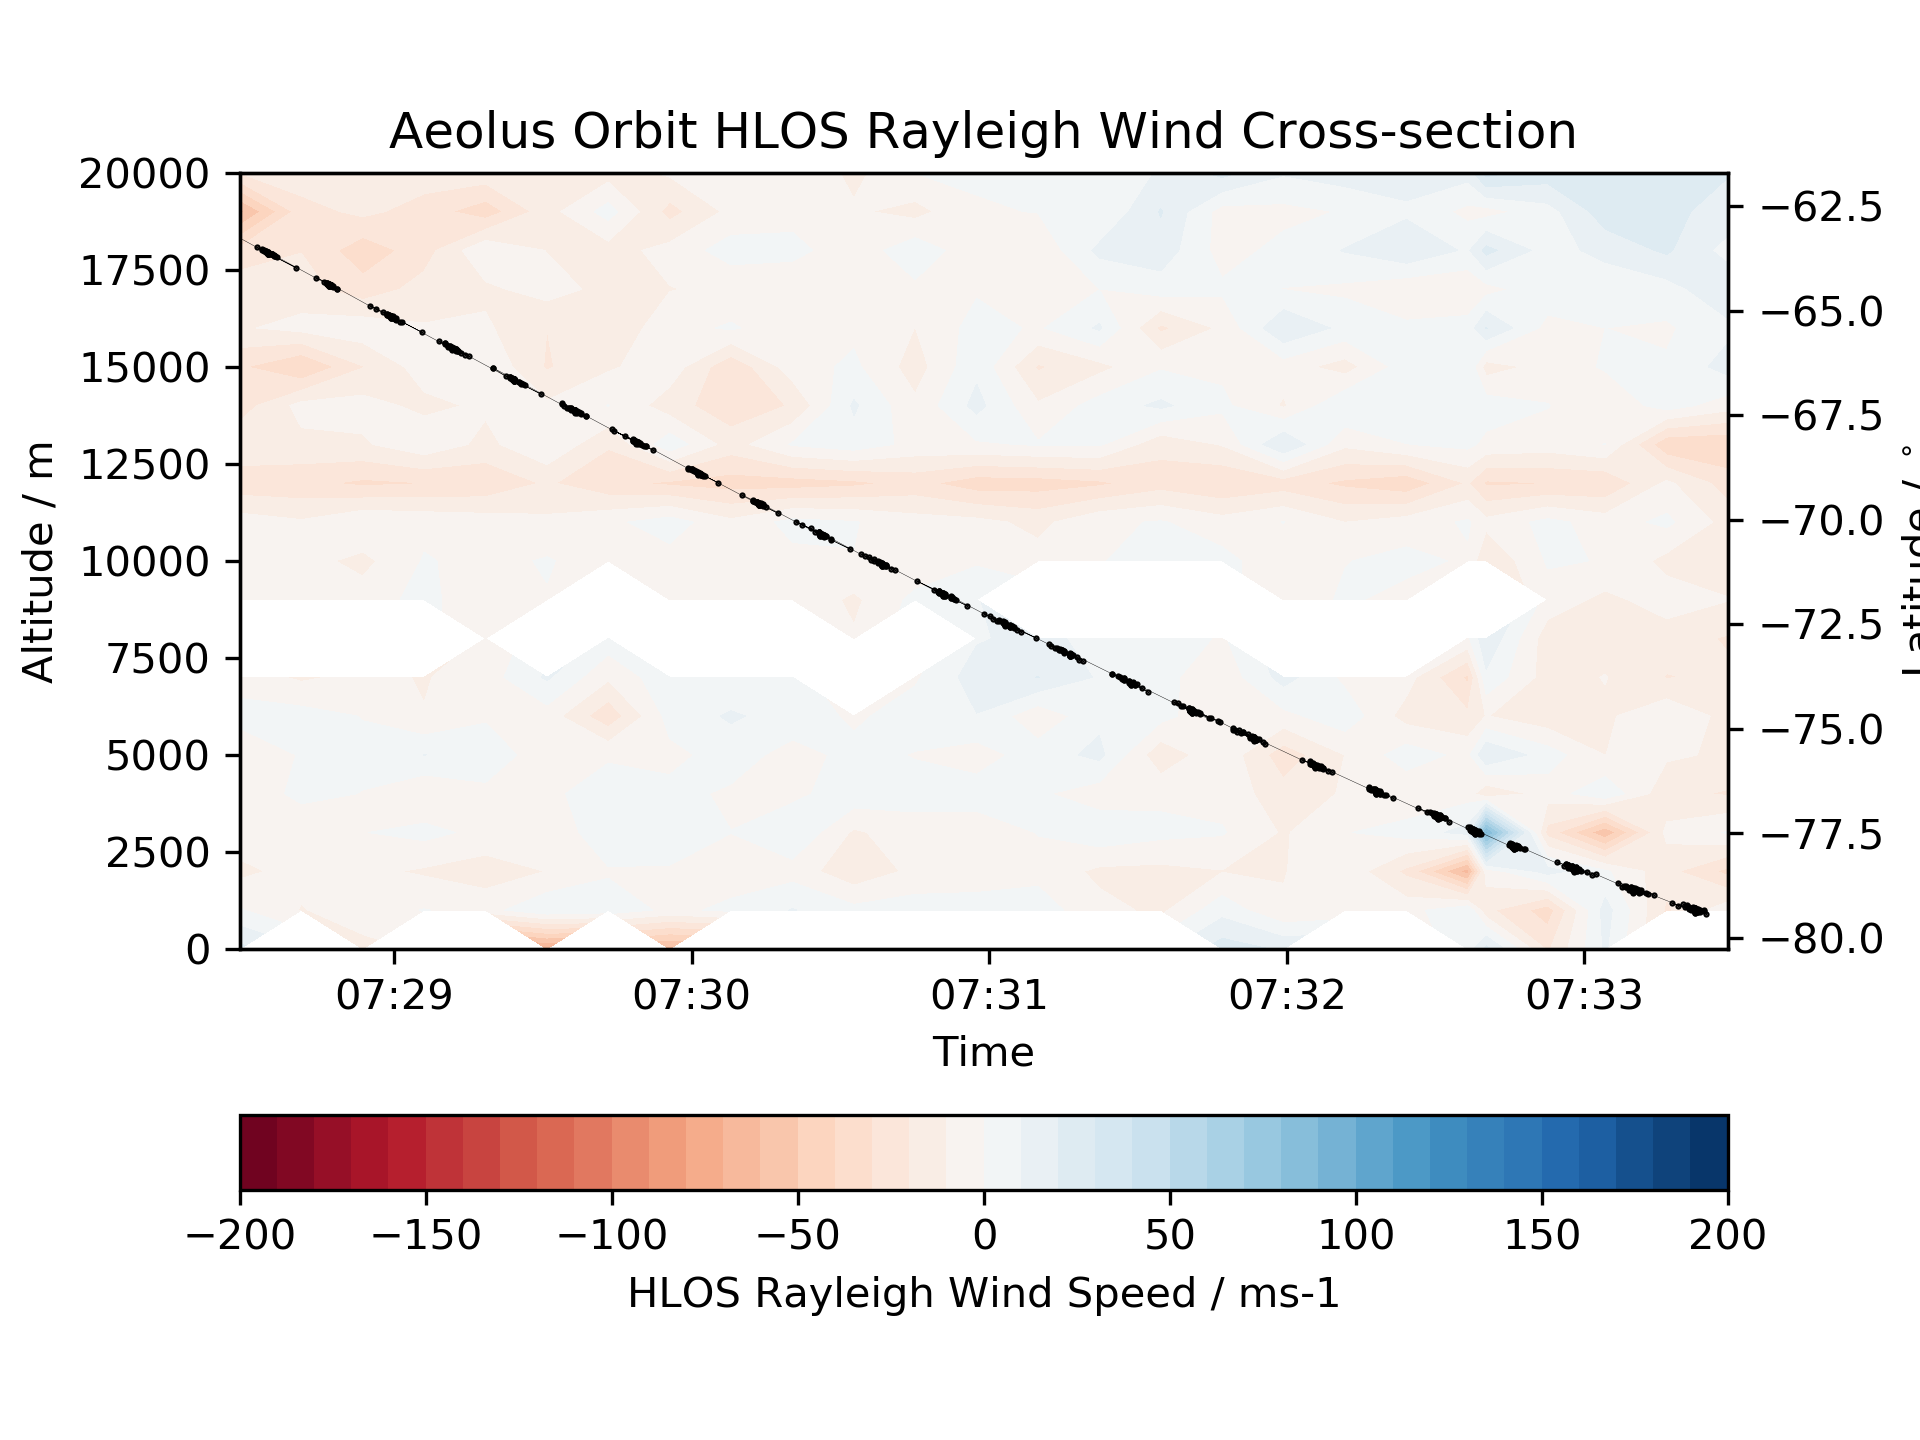 Aeolus Orbit HLOS Rayleigh Wind Cross-section
Altitude / m
20000
17500
15000
12500
10000
7500
5000
2500
0
−62.5
−65.0
−67.5
−70.0
−72.5
−75.0
−77.5
−80.0
Latitude / °
07:29 07:30 07:31 07:32 07:33
Time
−200 −150 −100 −50 0 50 100 150 200
HLOS Rayleigh Wind Speed / ms-1